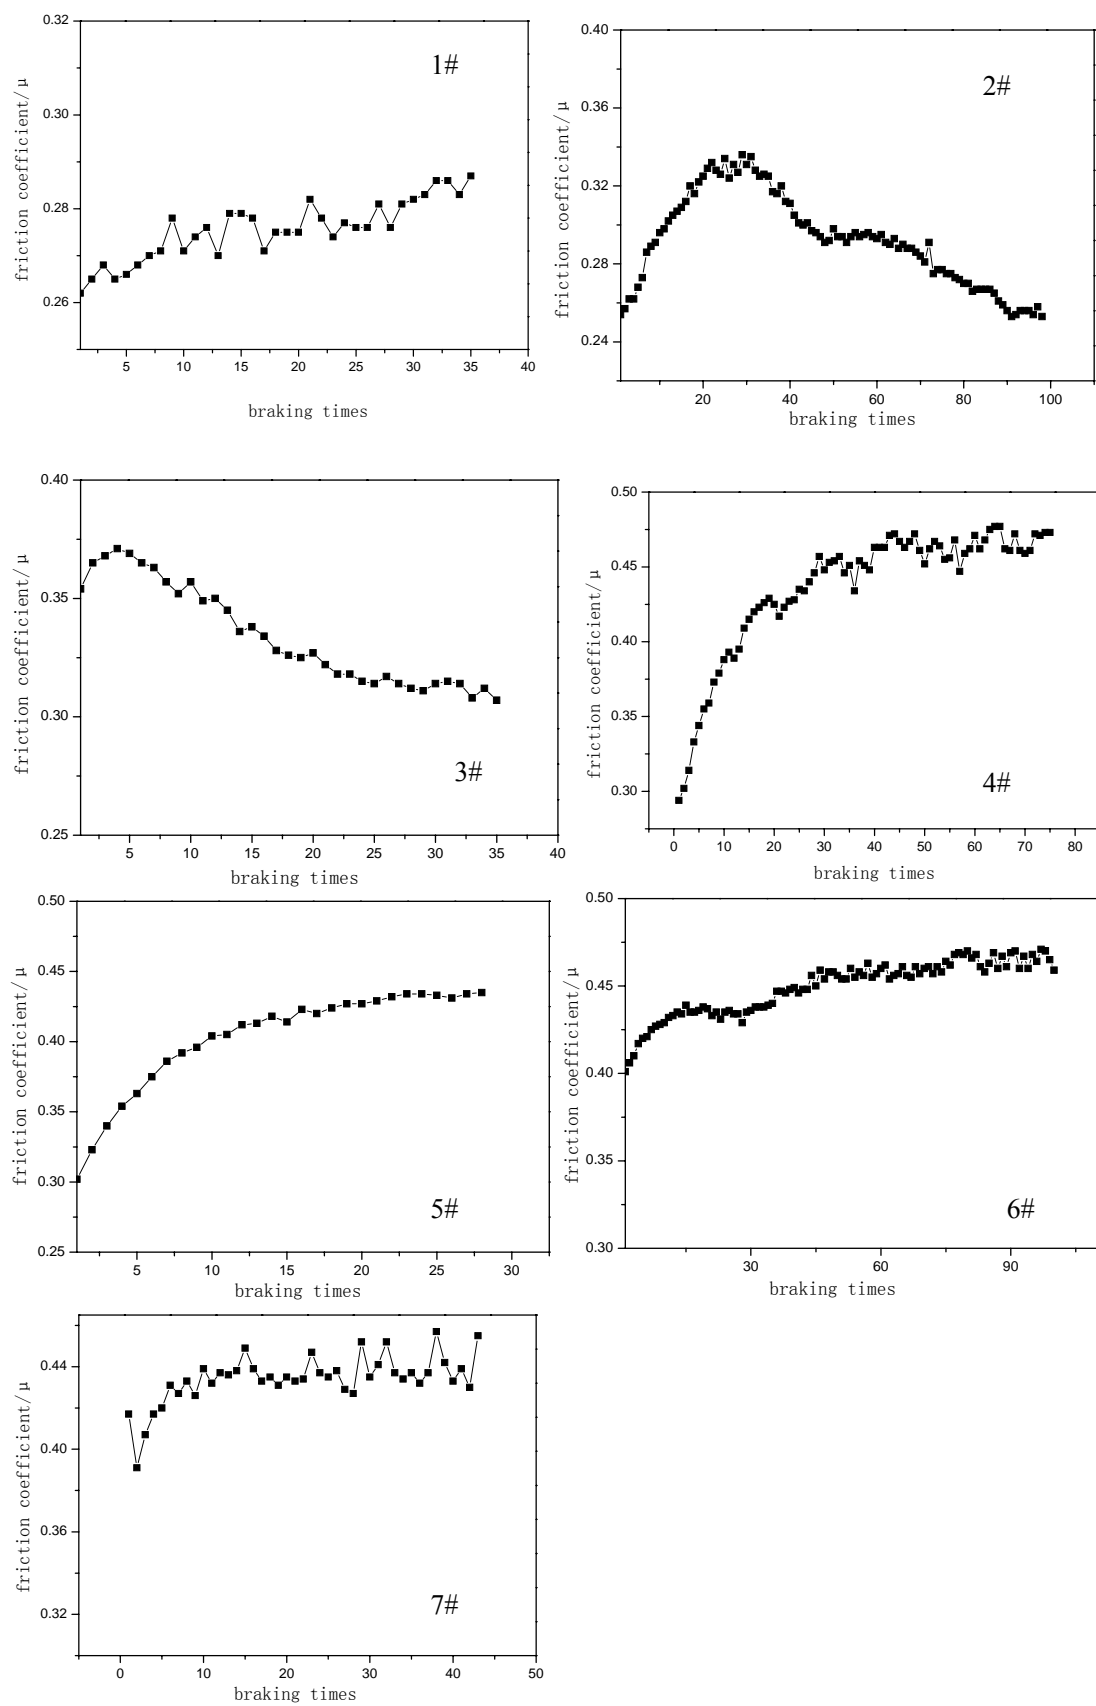 0.32
0.30
0.28
0.26
friction coefficient/μ
1#
5 10 15 20 25 30 35 40
braking times
0.40
0.36
0.32
0.28
0.24
friction coefficient/μ
2#
20 40 60 80 100
braking times
0.40
0.35
0.30
0.25
friction coefficient/μ
3#
5 10 15 20 25 30 35 40
braking times
0.50
0.45
0.40
0.35
0.30
friction coefficient/μ
4#
0 10 20 30 40 50 60 70 80
braking times
0.50
0.45
0.40
0.35
0.30
0.25
friction coefficient/μ
5#
5 10 15 20 25 30
braking times
0.50
0.45
0.40
0.35
0.30
friction coefficient/μ
6#
30 60 90
braking times
0.44
0.40
0.36
0.32
friction coefficient/μ
7#
0 10 20 30 40 50
braking times